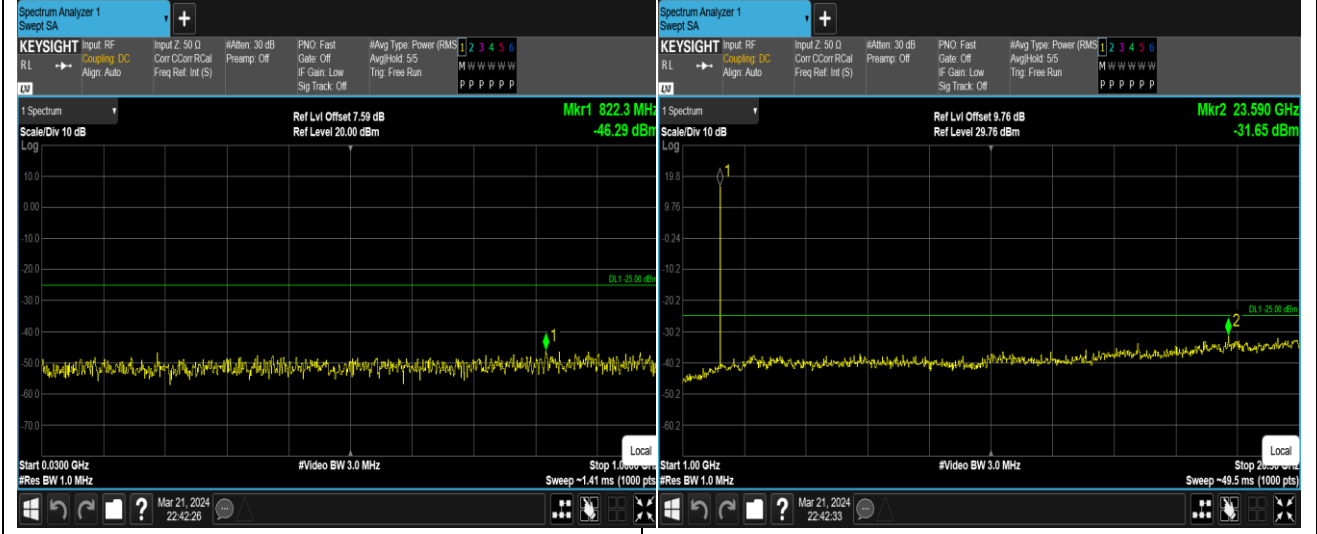 Spectrum Analyzer 1
Swept SA
+
KEYSIGHT
RL
LXI
Input: RF
Coupling: DC
Align: Auto
Input Z: 50 Ω
Corr CCorr RCal
Freq Ref: Int (S)
#Atten: 30 dB
Preamp: Off
PNO: Fast
Gate: Off
IF Gain: Low
Sig Track: Off
#Avg Type: Power (RMS
Avg|Hold: 5/5
Trig: Free Run
1 2 3 4 5 6
M W W W W W
P P P P P P
1 Spectrum
Scale/Div 10 dB
Log
Ref Lvl Offset 7.59 dB
Ref Level 20.00 dBm
Mkr1 822.3 MHz
-46.29 dBm
10.0
0.00
-10.0
-20.0
DL1 -25.00 dBm
-30.0
-40.0
1
-50.0
-60.0
-70.0
Local
Start 0.0300 GHz
#Res BW 1.0 MHz
#Video BW 3.0 MHz
Stop 1.0000 GHz
Sweep ~1.41 ms (1000 pts)
?
Mar 21, 2024
22:42:26
Spectrum Analyzer 1
Swept SA
+
KEYSIGHT
RL
LXI
Input: RF
Coupling: DC
Align: Auto
Input Z: 50 Ω
Corr CCorr RCal
Freq Ref: Int (S)
#Atten: 30 dB
Preamp: Off
PNO: Fast
Gate: Off
IF Gain: Low
Sig Track: Off
#Avg Type: Power (RMS
Avg|Hold: 5/5
Trig: Free Run
1 2 3 4 5 6
M W W W W W
P P P P P P
1 Spectrum
Scale/Div 10 dB
Log
Ref Lvl Offset 9.76 dB
Ref Level 29.76 dBm
Mkr2 23.590 GHz
-31.65 dBm
1
19.8
9.76
-0.24
-10.2
-20.2
DL1 -25.00 dBm
2
-30.2
-40.2
-50.2
-60.2
Local
Start 1.00 GHz
#Res BW 1.0 MHz
#Video BW 3.0 MHz
Stop 26.50 GHz
Sweep ~49.5 ms (1000 pts)
?
Mar 21, 2024
22:42:33